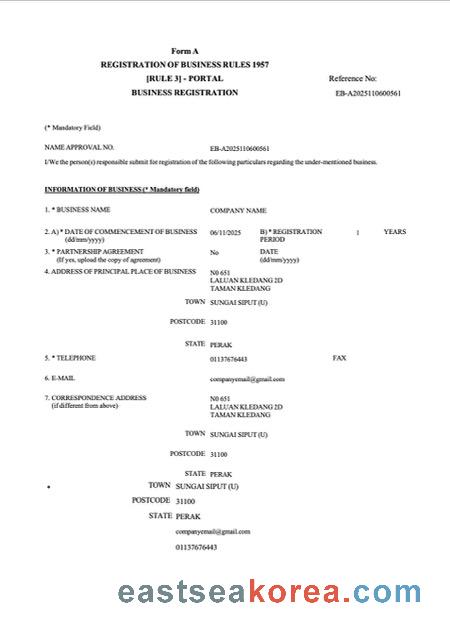 Form A
REGISTRATION OF BUSINESS RULES 1957
[RULE 3] - PORTAL
Reference No:
BUSINESS REGISTRATION
EB-A2025110600561
(* Mandatory Field)
NAME APPROVAL NO.
EB-A2025110600561
I/We the person(s) responsible submit for registration of the following particulars regarding the under-mentioned business.
INFORMATION OF BUSINESS (* Mandatory field)
1. * BUSINESS NAME
COMPANY NAME
2. A) * DATE OF COMMENCEMENT OF BUSINESS
(dd/mm/yyyy)
06/11/2025
B) * REGISTRATION
PERIOD
1 YEARS
3. * PARTNERSHIP AGREEMENT
(If yes, upload the copy of agreement)
No
DATE
(dd/mm/yyyy)
4. ADDRESS OF PRINCIPAL PLACE OF BUSINESS
N0 651
LALUAN KLEDANG 2D
TAMAN KLEDANG
TOWN SUNGAI SIPUT (U)
POSTCODE 31100
STATE PERAK
5. * TELEPHONE
01137676443
FAX
6. E-MAIL
companyemail@gmail.com
7. CORRESPONDENCE ADDRESS
(if different from above)
N0 651
LALUAN KLEDANG 2D
TAMAN KLEDANG
TOWN SUNGAI SIPUT (U)
POSTCODE 31100
STATE PERAK
• TOWN SUNGAI SIPUT (U)
POSTCODE 31100
STATE PERAK
companyemail@gmail.com
01137676443
eastseakorea.com